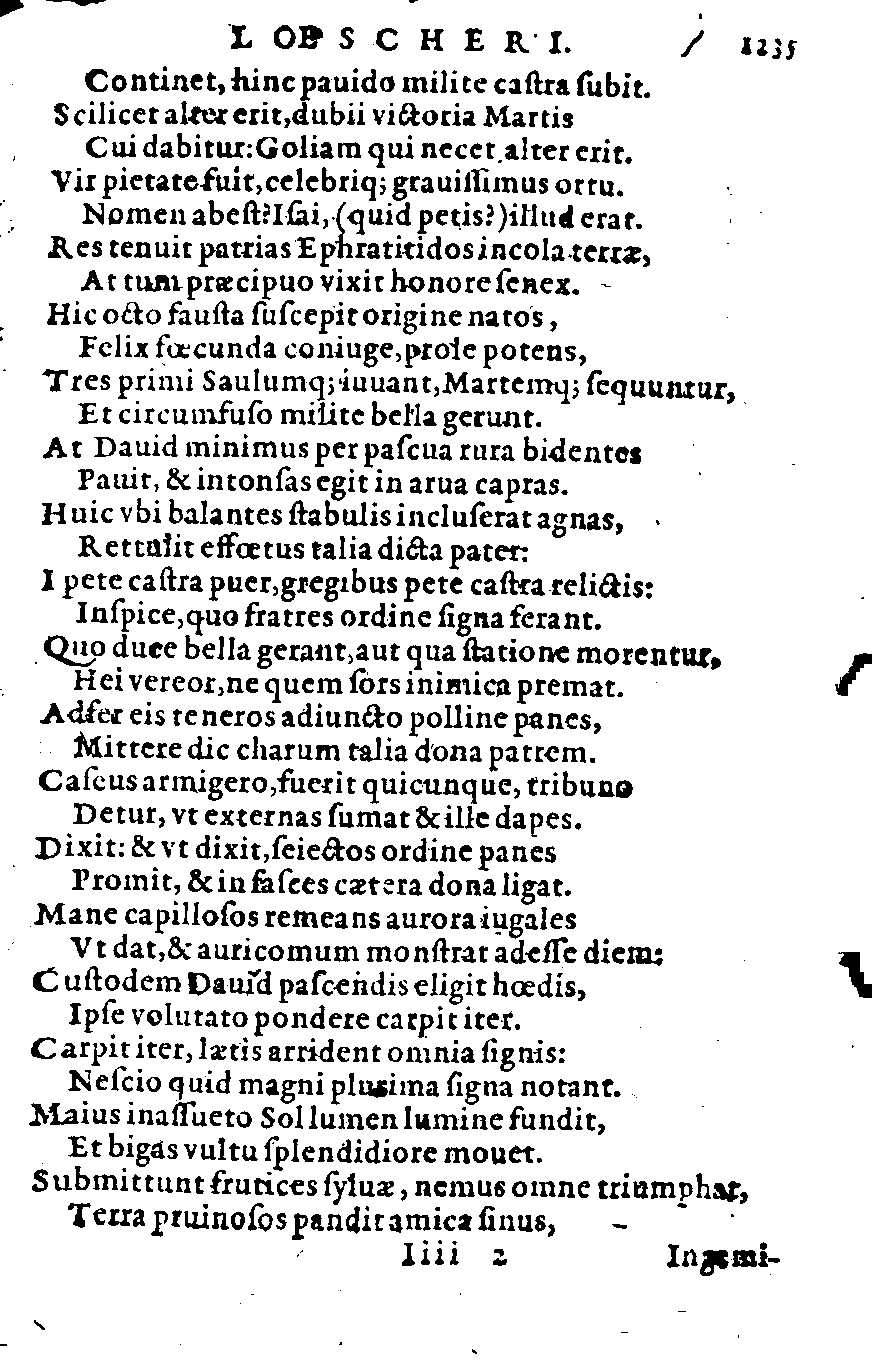 LOBSCHERI. 1235
Continet, hinc pauido milite caſtra ſubit.
Scilicet alter erit, dubii victoria Martis
Cui dabitur: Goliam qui necet alter erit.
Vir pietate fuit, celebriq; grauiſſimus ortu.
Nomen abeſt? Iſai, (quid petis?) illud erat.
Res tenuit patrias Ephratitidos incola terræ,
At tum præcipuo vixit honore ſenex.
Hic octo fauſta ſuſcepit origine natos,
Felix fœcunda coniuge, prole potens,
Tres primi Saulumq; iuuant, Martemq; ſequuntur,
Et circumfuſo milite bella gerunt.
At Dauid minimus per paſcua rura bidentes
Pauit, & intonſas egit in arua capras.
Huic vbi balantes ſtabulis incluſerat agnas,
Rettulit effœtus talia dicta pater:
I pete caſtra puer, gregibus pete caſtra relictis:
Inſpice, quo fratres ordine ſigna ferant.
Quo duce bella gerant, aut qua ſtatione morentur,
Hei vereor, ne quem ſors inimica premat.
Adfer eis teneros adiuncto polline panes,
Mittere dic charum talia dona patrem.
Caſeus armigero, fuerit quicunque, tribuno
Detur, vt externas ſumat & ille dapes.
Dixit: & vt dixit, ſeiectos ordine panes
Promit, & in faſces cætera dona ligat.
Mane capilloſos remeans aurora iugales
Vt dat, & auricomum monſtrat adeſſe diem:
Cuſtodem Dauid paſcendis eligit hœdis,
Ipſe volutato pondere carpit iter.
Carpit iter, lætis arrident omnia ſignis:
Neſcio quid magni plurima ſigna notant.
Maius inaſſueto Sol lumen lumine fundit,
Et bigas vultu ſplendidiore mouet.
Submittunt frutices ſyluæ, nemus omne triumphat,
Terra pruinoſos pandit amica ſinus,
Iiii 2 Ingemi-